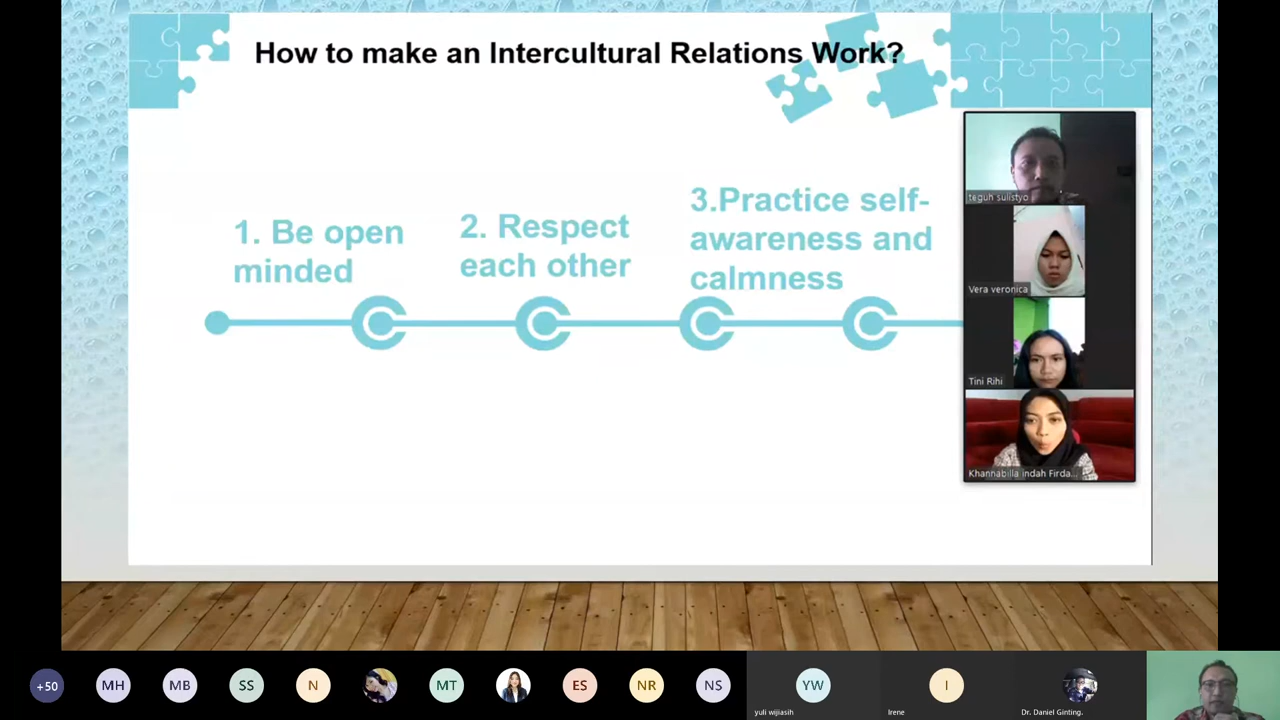 How to make an Intercultural Relations Work?
1. Be open
minded
2. Respect
each other
3.Practice self-
awareness and
calmness
teguh sulistyo
Vera veronica
Tini Rihi
Khannabilla indah Firda...
+50
MH
MB
SS
N
MT
ES
NR
NS
YW
yuli wijiasih
I
Irene
Dr. Daniel Ginting.